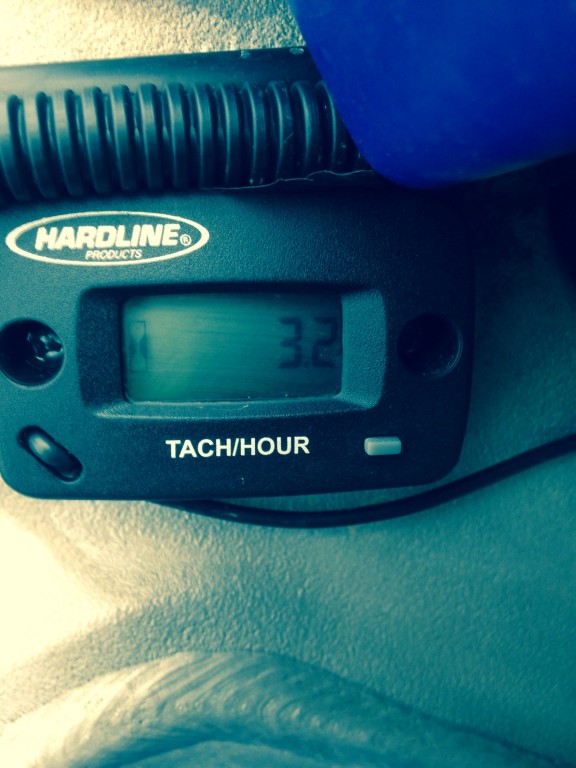 HARDLINE®
PRODUCTS
3.2
TACH/HOUR